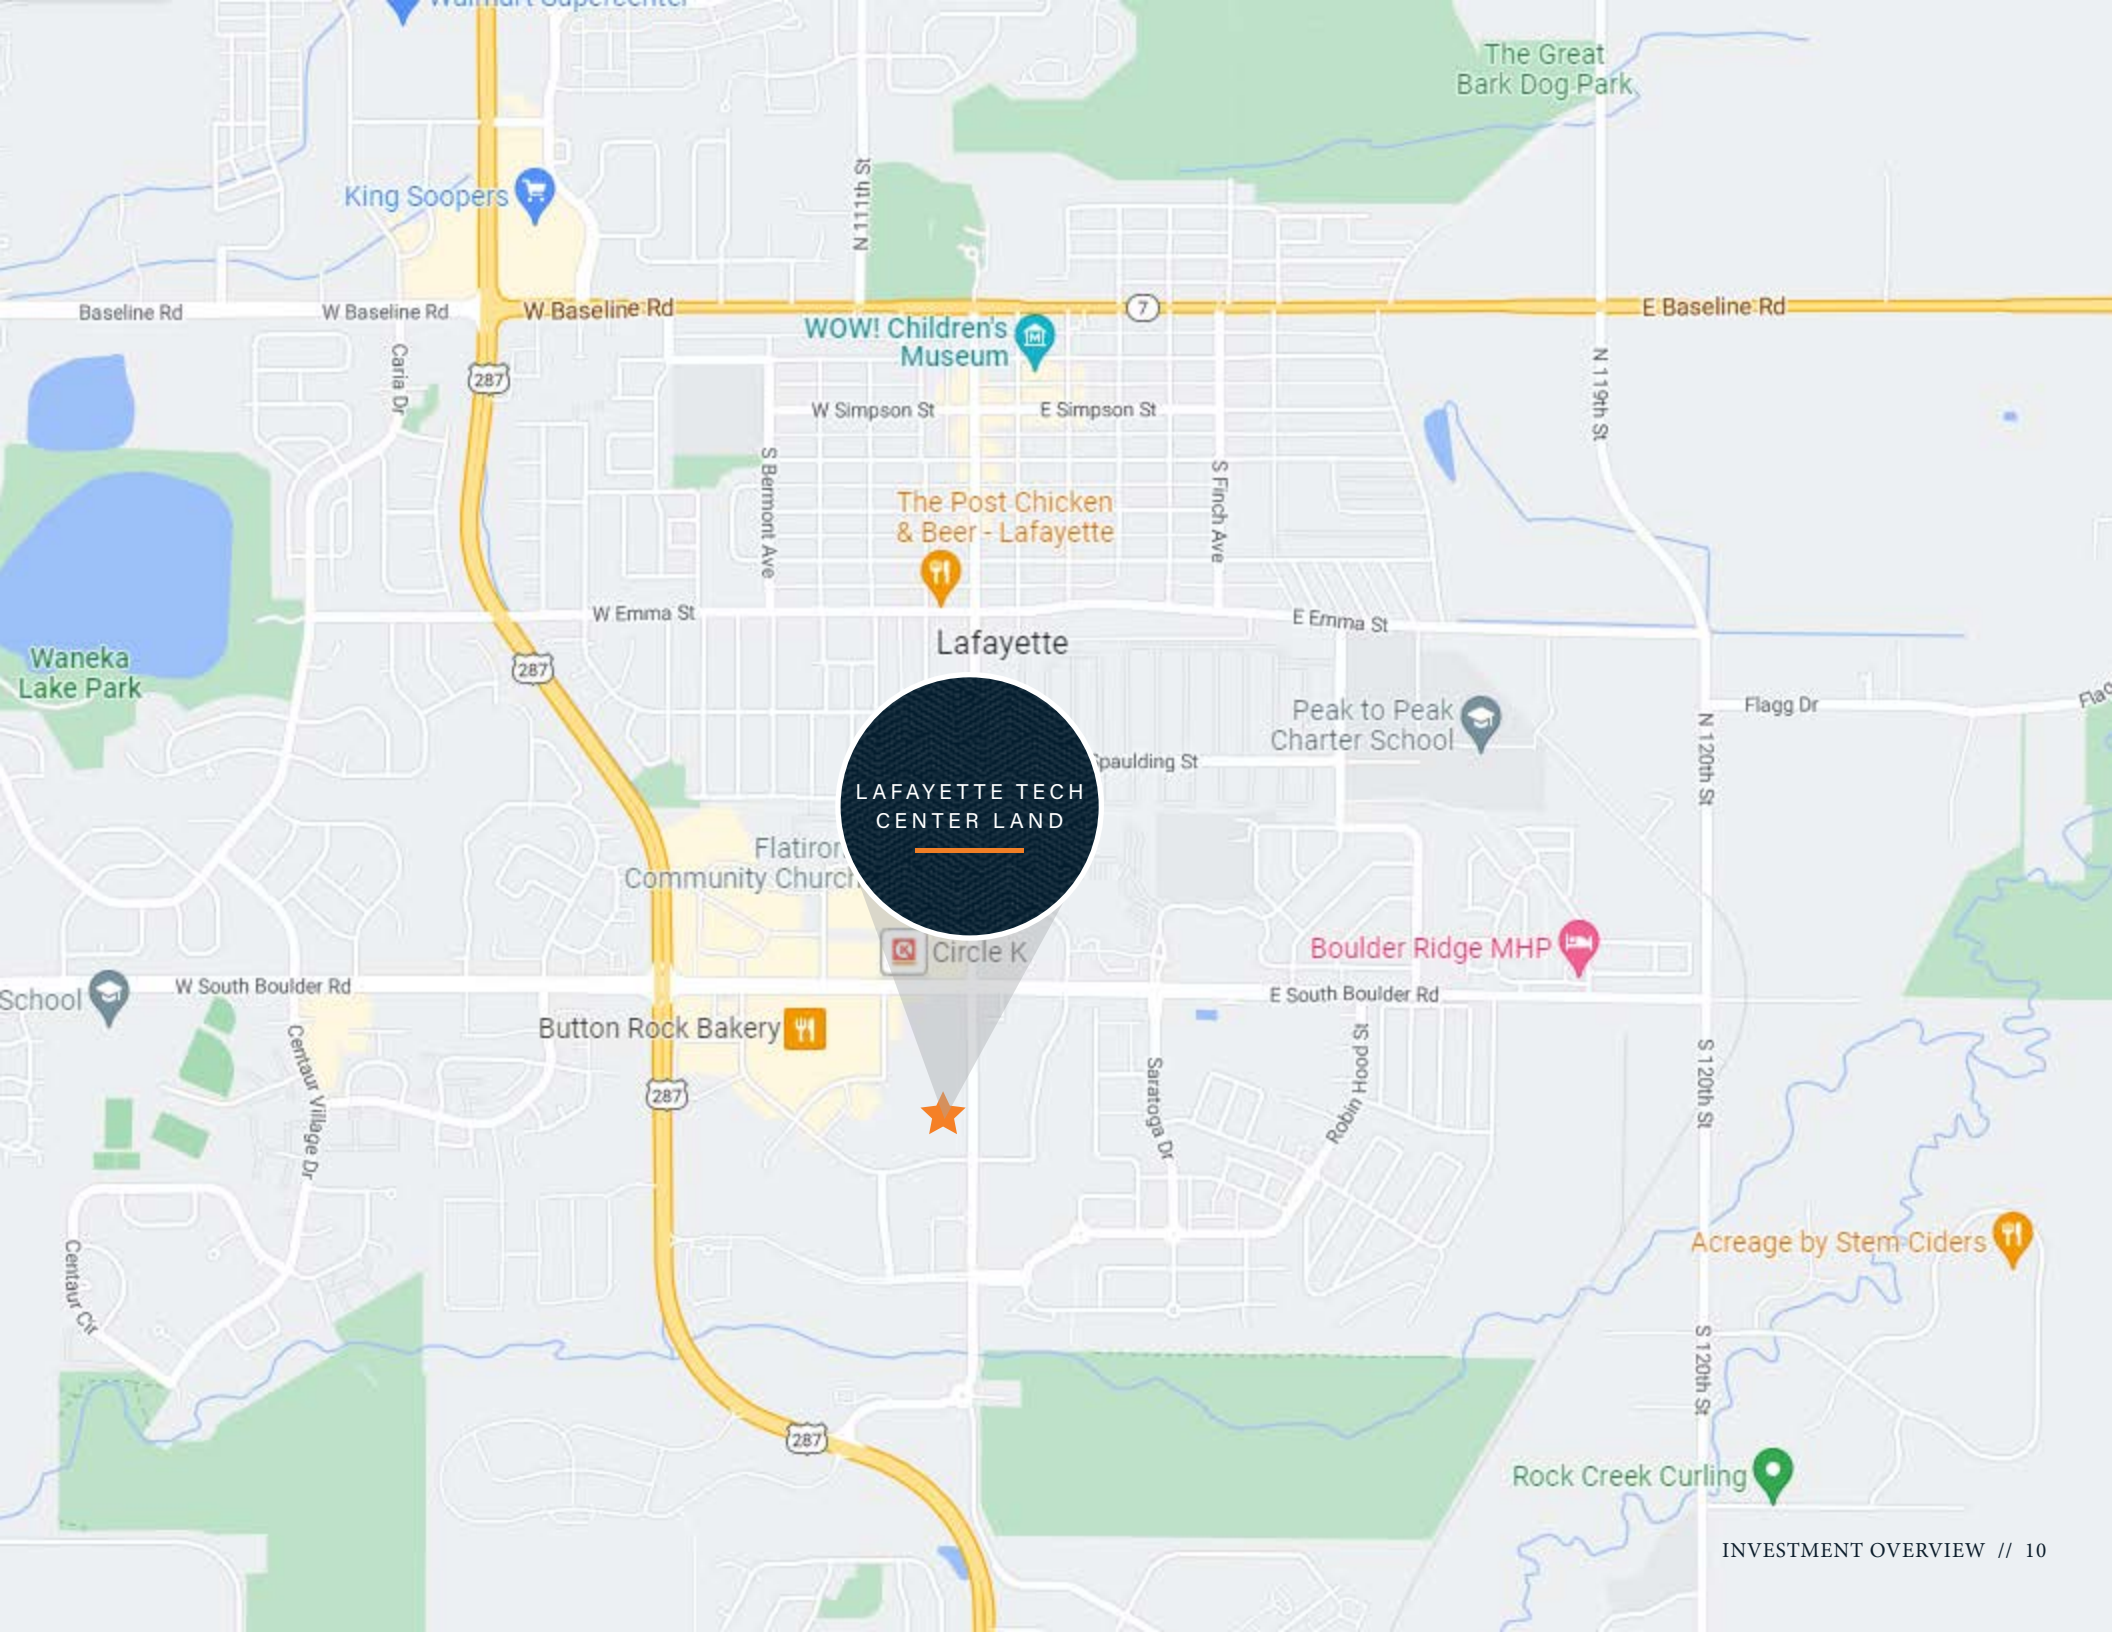 Walmart Supercenter
The Great
Bark Dog Park
King Soopers
N 111th St
Baseline Rd
W Baseline Rd
W Baseline Rd
7
E Baseline Rd
WOW! Children's
Museum
Caria Dr
287
N 119th St
W Simpson St
E Simpson St
S Bermont Ave
S Finch Ave
The Post Chicken
& Beer - Lafayette
W Emma St
E Emma St
Lafayette
Waneka
Lake Park
287
Peak to Peak
Charter School
Flagg Dr
N 120th St
Spaulding St
LAFAYETTE TECH
CENTER LAND
Community Church
Circle K
Boulder Ridge MHP
School
W South Boulder Rd
E South Boulder Rd
Button Rock Bakery
Centaur Village Dr
287
Saratoga Dr
Robin Hood St
S 120th St
Acreage by Stem Ciders
Centaur Cir
S 120th St
287
Rock Creek Curling
INVESTMENT OVERVIEW // 10